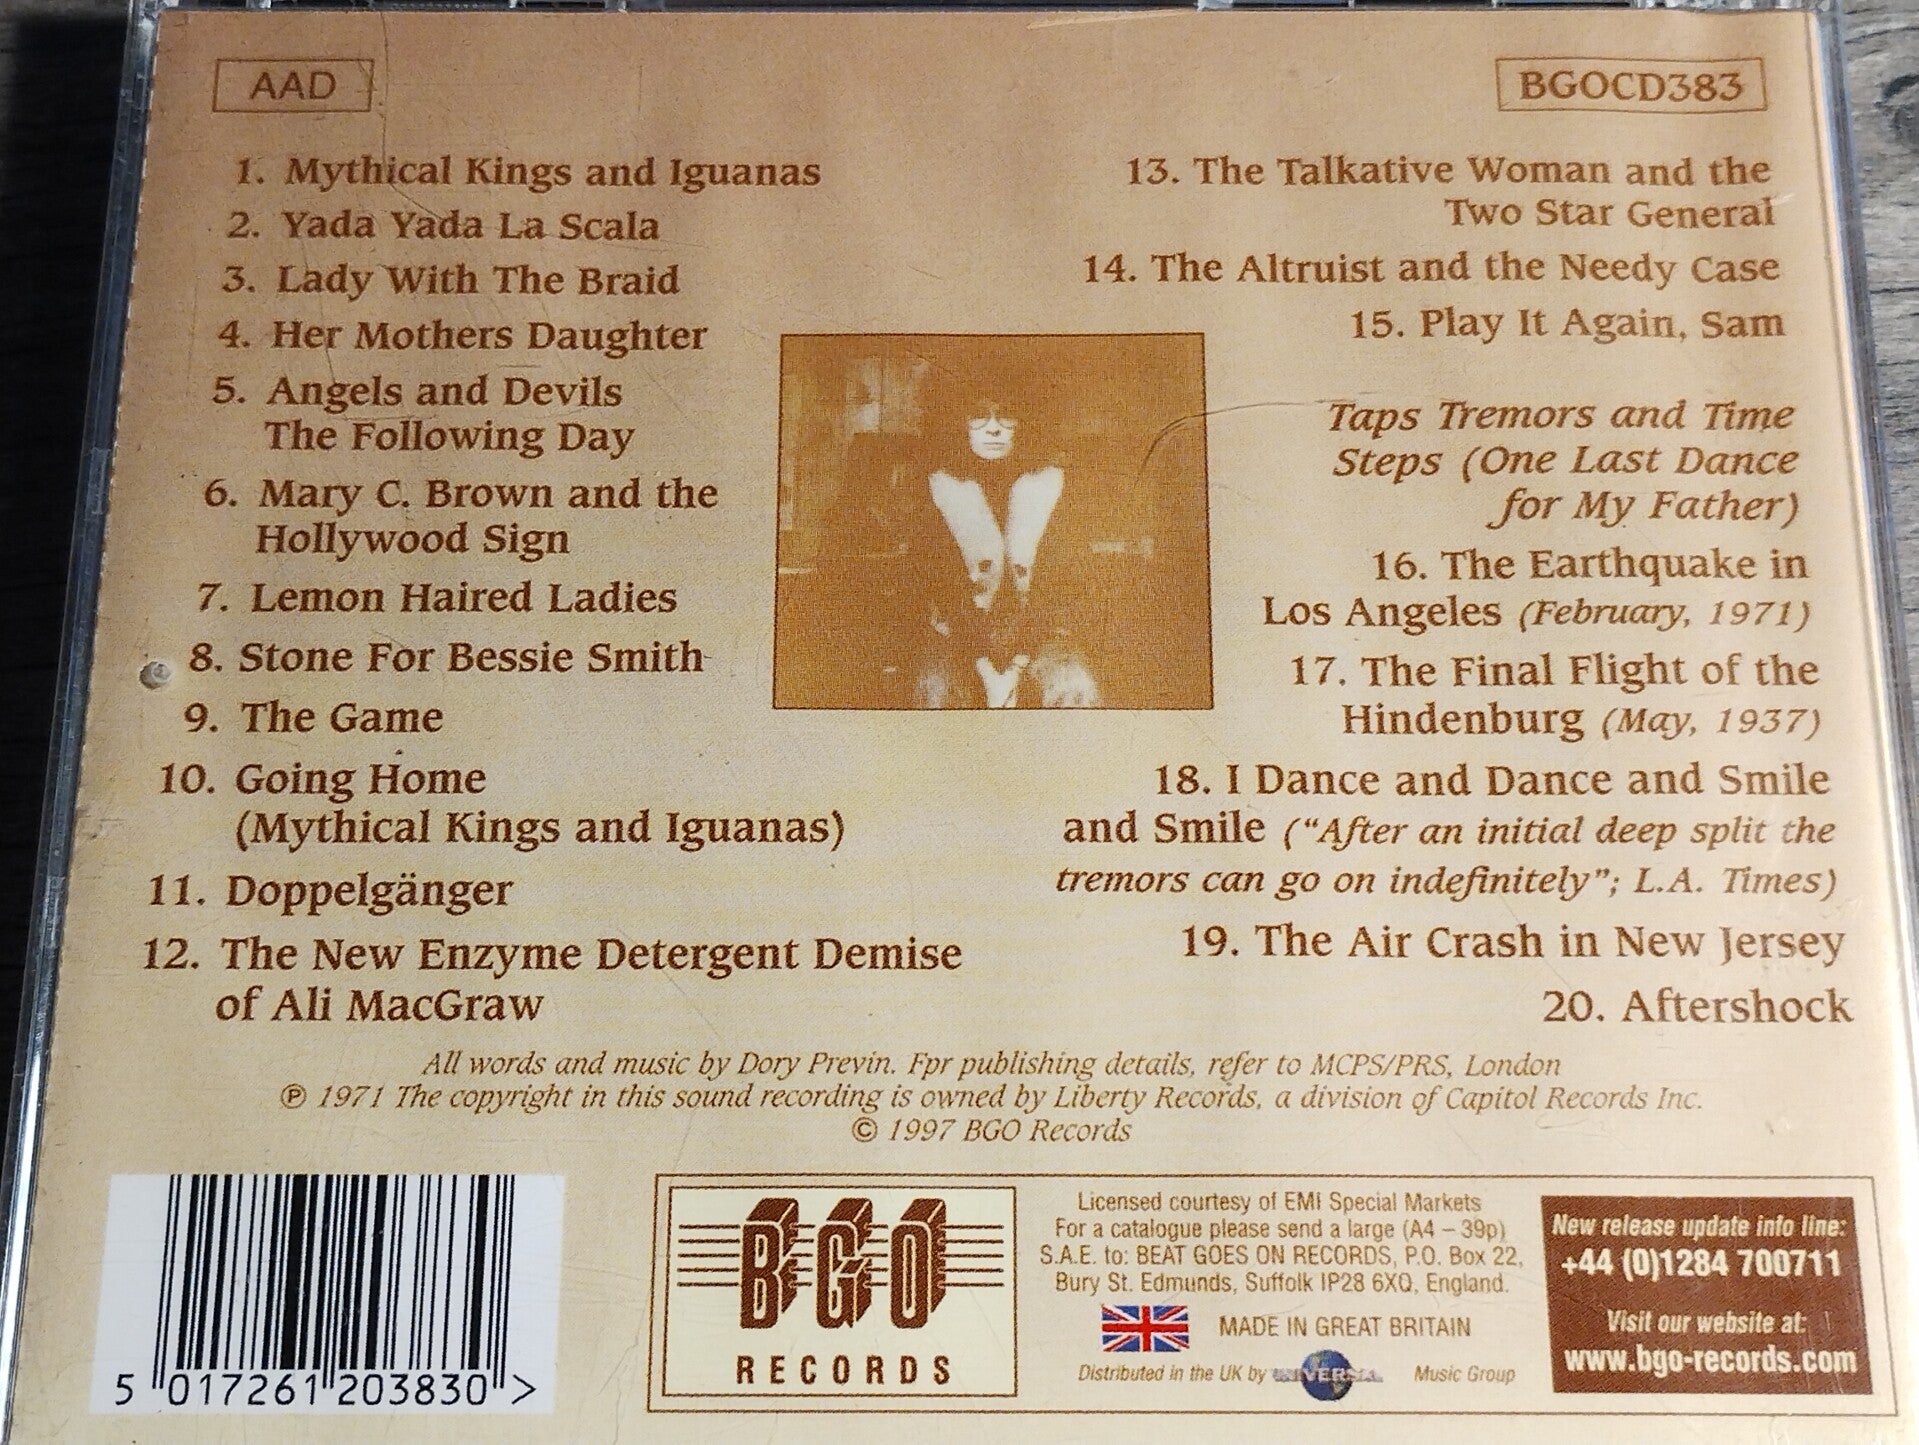 AAD
BGOCD383
1. Mythical Kings and Iguanas
2. Yada Yada La Scala
3. Lady With The Braid
4. Her Mothers Daughter
5. Angels and Devils
The Following Day
6. Mary C. Brown and the
Hollywood Sign
7. Lemon Haired Ladies
8. Stone For Bessie Smith
9. The Game
10. Going Home
(Mythical Kings and Iguanas)
11. Doppelgänger
12. The New Enzyme Detergent Demise
of Ali MacGraw
13. The Talkative Woman and the
Two Star General
14. The Altruist and the Needy Case
15. Play It Again, Sam
Taps Tremors and Time
Steps (One Last Dance
for My Father)
16. The Earthquake in
Los Angeles (February, 1971)
17. The Final Flight of the
Hindenburg (May, 1937)
18. I Dance and Dance and Smile
and Smile (“After an initial deep split the
tremors can go on indefinitely”; L.A. Times)
19. The Air Crash in New Jersey
20. Aftershock
All words and music by Dory Previn. Fpr publishing details, refer to MCPS/PRS, London
℗ 1971 The copyright in this sound recording is owned by Liberty Records, a division of Capitol Records Inc.
© 1997 BGO Records
5 017261 203830 >
BGO
RECORDS
Licensed courtesy of EMI Special Markets
For a catalogue please send a large (A4 – 39p)
S.A.E. to: BEAT GOES ON RECORDS, P.O. Box 22,
Bury St. Edmunds, Suffolk IP28 6XQ, England.
MADE IN GREAT BRITAIN
Distributed in the UK by UNIVERSAL Music Group
New release update info line:
+44 (0)1284 700711
Visit our website at:
www.bgo-records.com